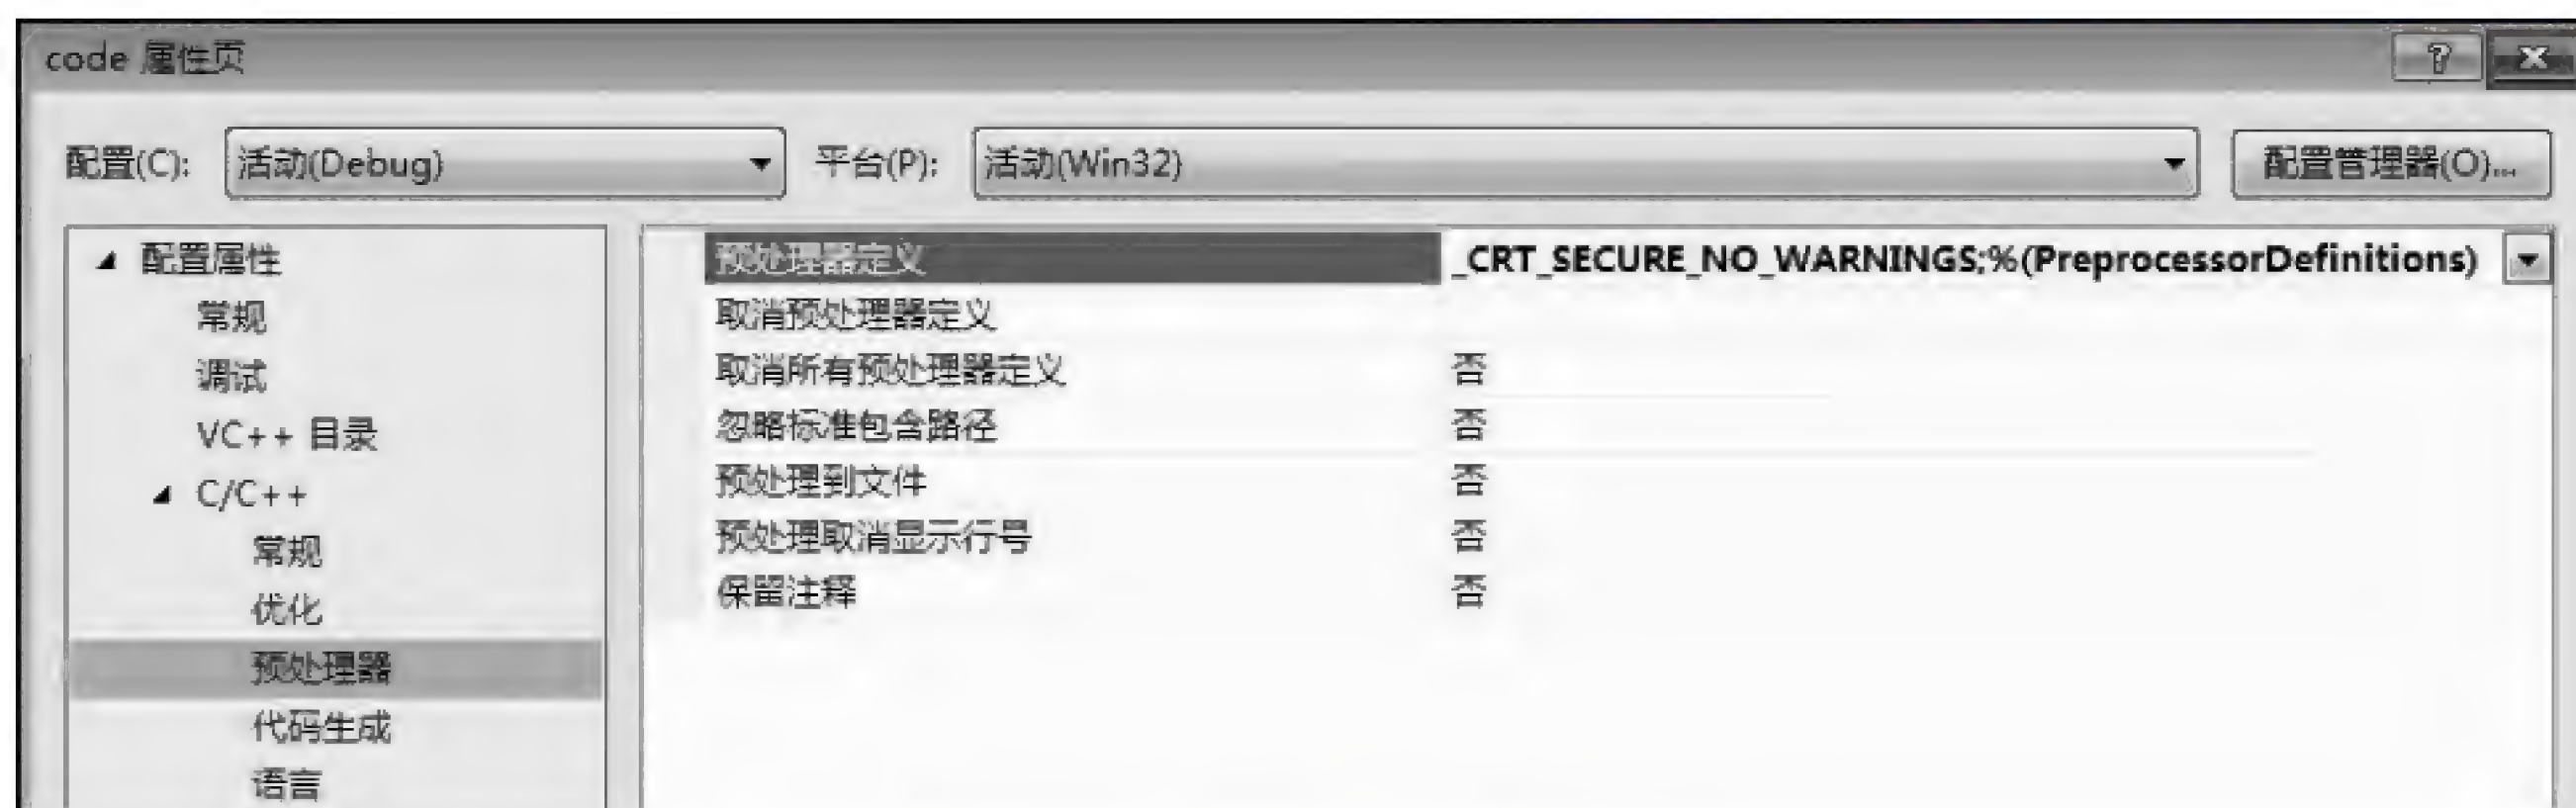 code 属性页
配置(C): 活动(Debug) 平台(P): 活动(Win32) 配置管理器(O)...
配置属性
常规
调试
VC++ 目录
C/C++
常规
优化
预处理器
代码生成
语言
预处理器定义 _CRT_SECURE_NO_WARNINGS;%(PreprocessorDefinitions)
取消预处理器定义
取消所有预处理器定义 否
忽略标准包含路径 否
预处理到文件 否
预处理取消显示行号 否
保留注释 否